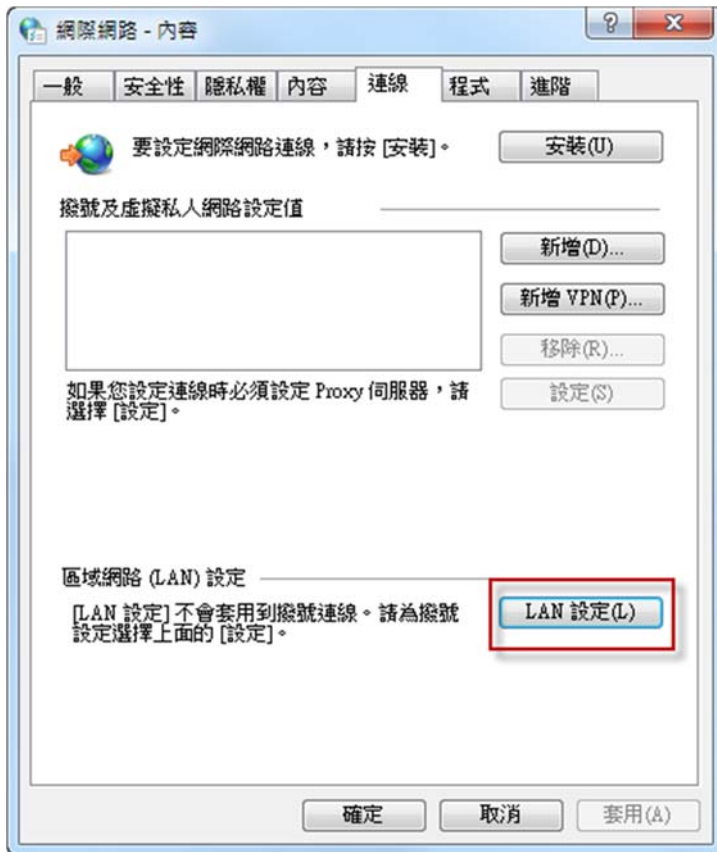 網際網路 - 內容
?
X
一般 安全性 隱私權 內容 連線 程式 進階
要設定網際網路連線，請按 [安裝]。
安裝(U)
撥號及虛擬私人網路設定值
新增(D)...
新增 VPN(P)...
移除(R)...
設定(S)
如果您設定連線時必須設定 Proxy 伺服器，請
選擇 [設定]。
區域網路 (LAN) 設定
[LAN 設定] 不會套用到撥號連線。請為撥號
設定選擇上面的 [設定]。
LAN 設定(L)
確定 取消 套用(A)